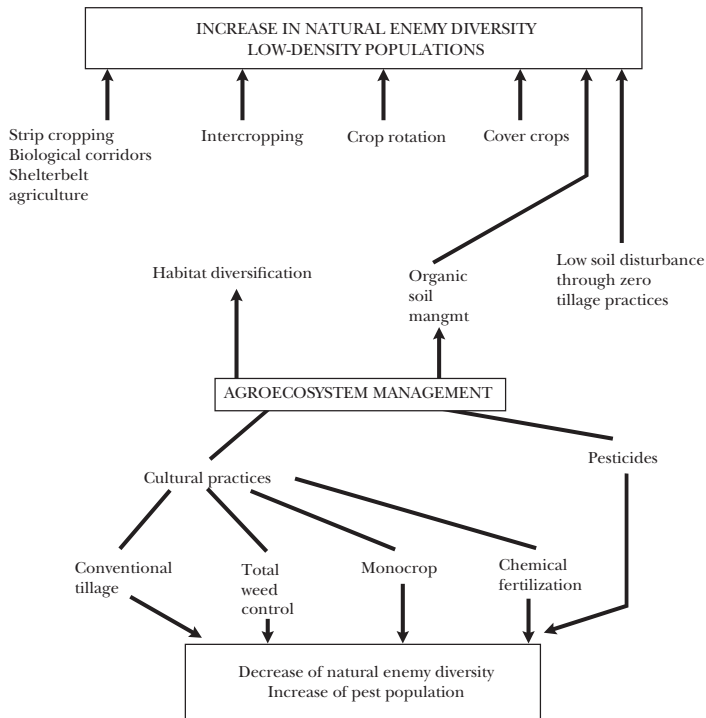 INCREASE IN NATURAL ENEMY DIVERSITY
LOW-DENSITY POPULATIONS
Strip cropping
Biological corridors
Shelterbelt
agriculture
Intercropping
Crop rotation
Cover crops
Habitat diversification
Organic
soil
mangmt
Low soil disturbance
through zero
tillage practices
AGROECOSYSTEM MANAGEMENT
Cultural practices
Pesticides
Conventional
tillage
Total
weed
control
Monocrop
Chemical
fertilization
Decrease of natural enemy diversity
Increase of pest population